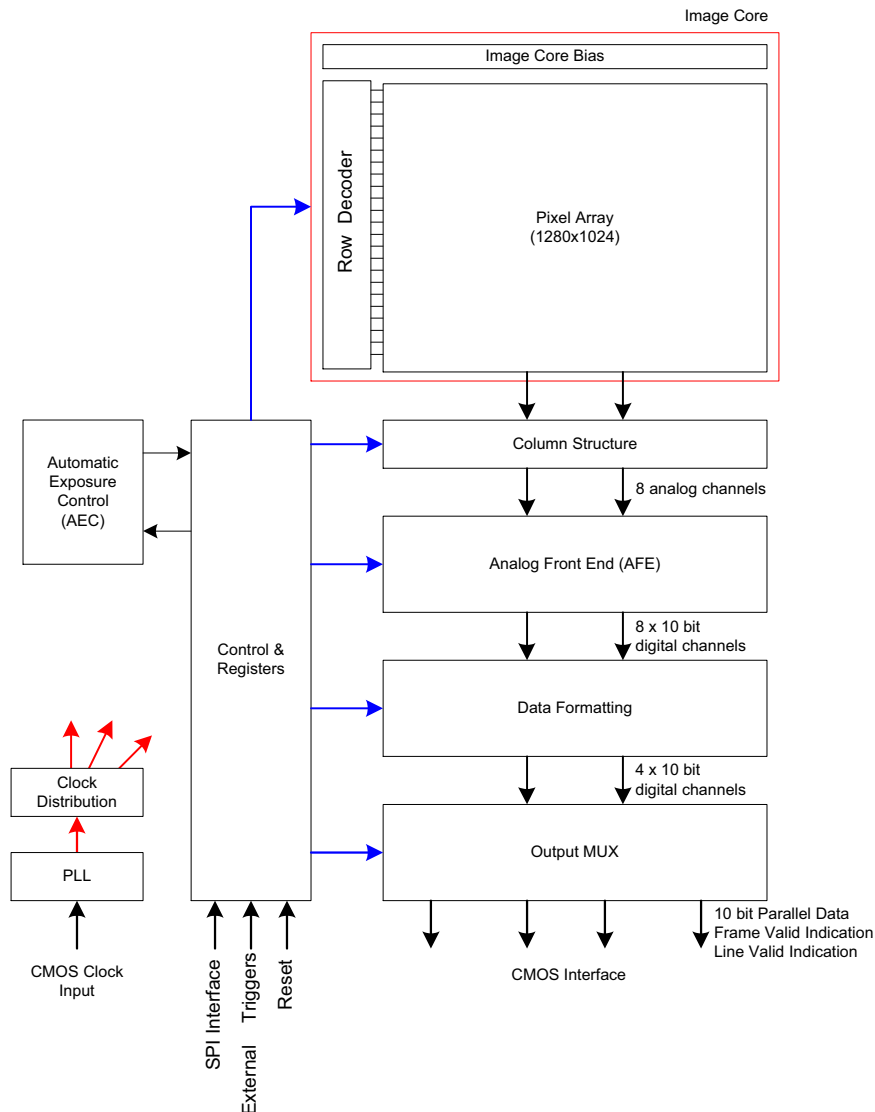 Image Core
Image Core Bias
Row Decoder
Pixel Array
(1280x1024)
Automatic
Exposure
Control
(AEC)
Column Structure
8 analog channels
Analog Front End (AFE)
8 x 10 bit
digital channels
Control &
Registers
Data Formatting
4 x 10 bit
digital channels
Clock
Distribution
Output MUX
PLL
10 bit Parallel Data
Frame Valid Indication
Line Valid Indication
CMOS Clock
Input
SPI Interface
External Triggers
Reset
CMOS Interface